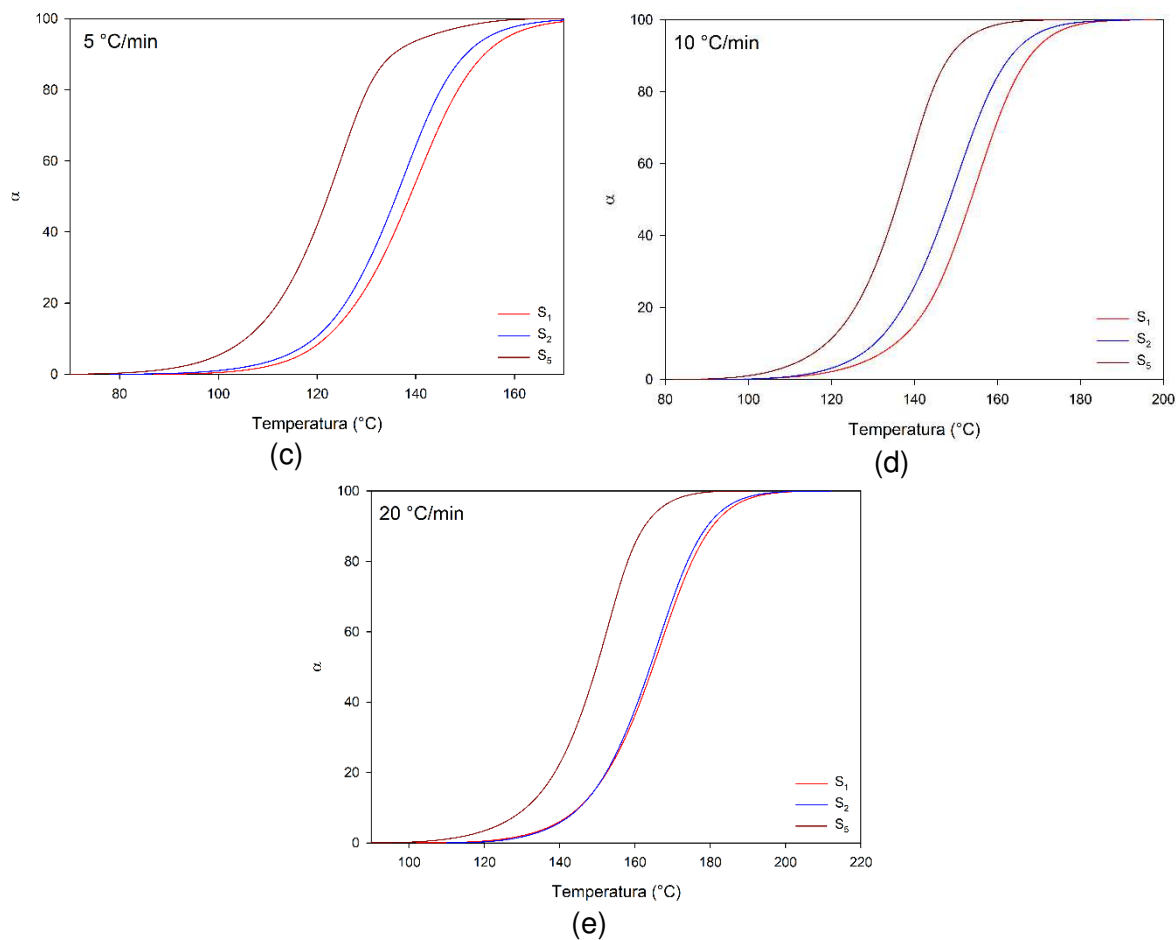 5 °C/min
100
80
60
40
20
0
α
80 100 120 140 160
Temperatura (°C)
S1
S2
S5
(c)
10 °C/min
100
80
60
40
20
0
α
80 100 120 140 160 180 200
Temperatura (°C)
S1
S2
S5
(d)
20 °C/min
100
80
60
40
20
0
α
100 120 140 160 180 200 220
Temperatura (°C)
S1
S2
S5
(e)